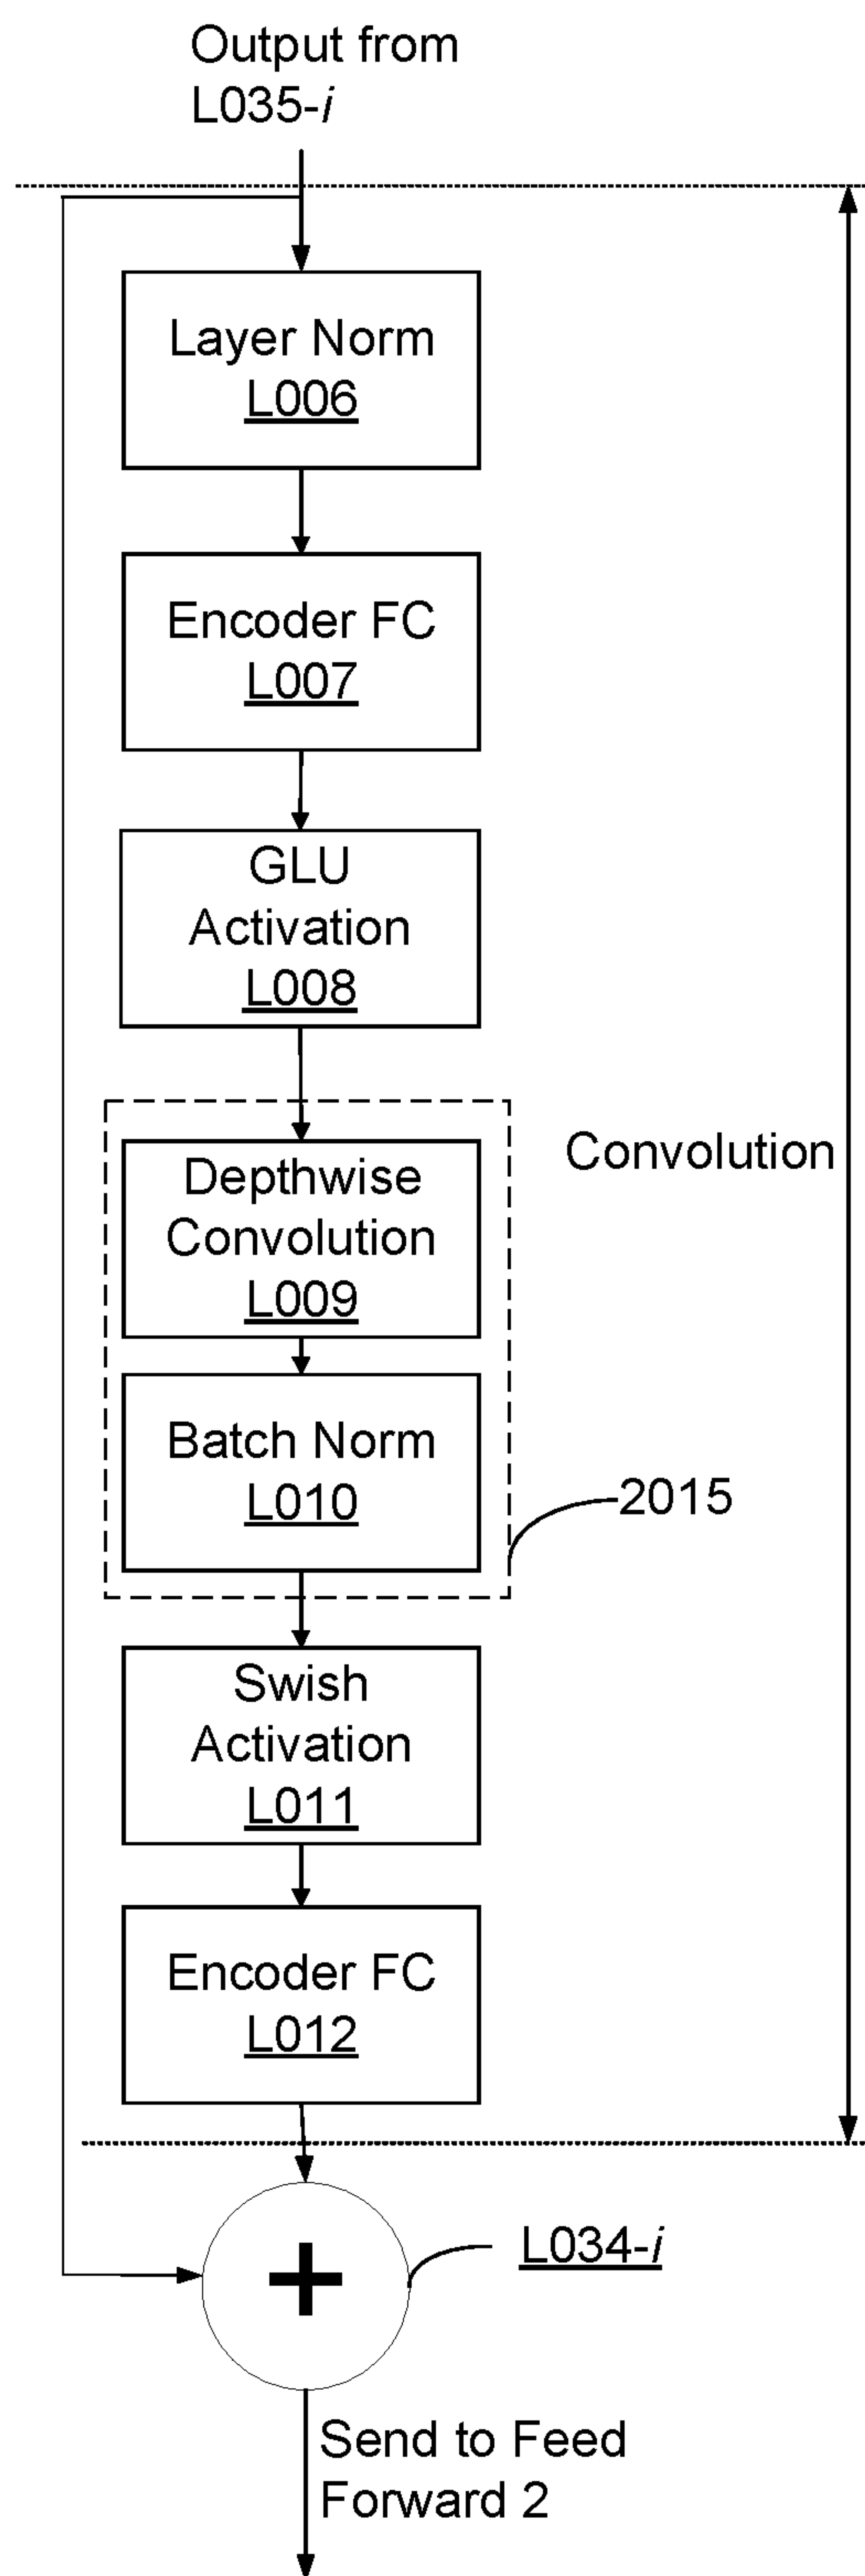 Output from
L035-i
Layer Norm
L006
Encoder FC
L007
GLU
Activation
L008
Depthwise
Convolution
L009
Convolution
Batch Norm
L010
2015
Swish
Activation
L011
Encoder FC
L012
+
L034-i
Send to Feed
Forward 2